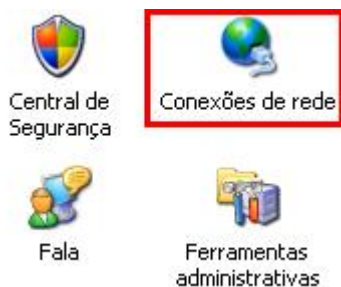 Central de
Segurança
Conexões de rede
Fala
Ferramentas
administrativas